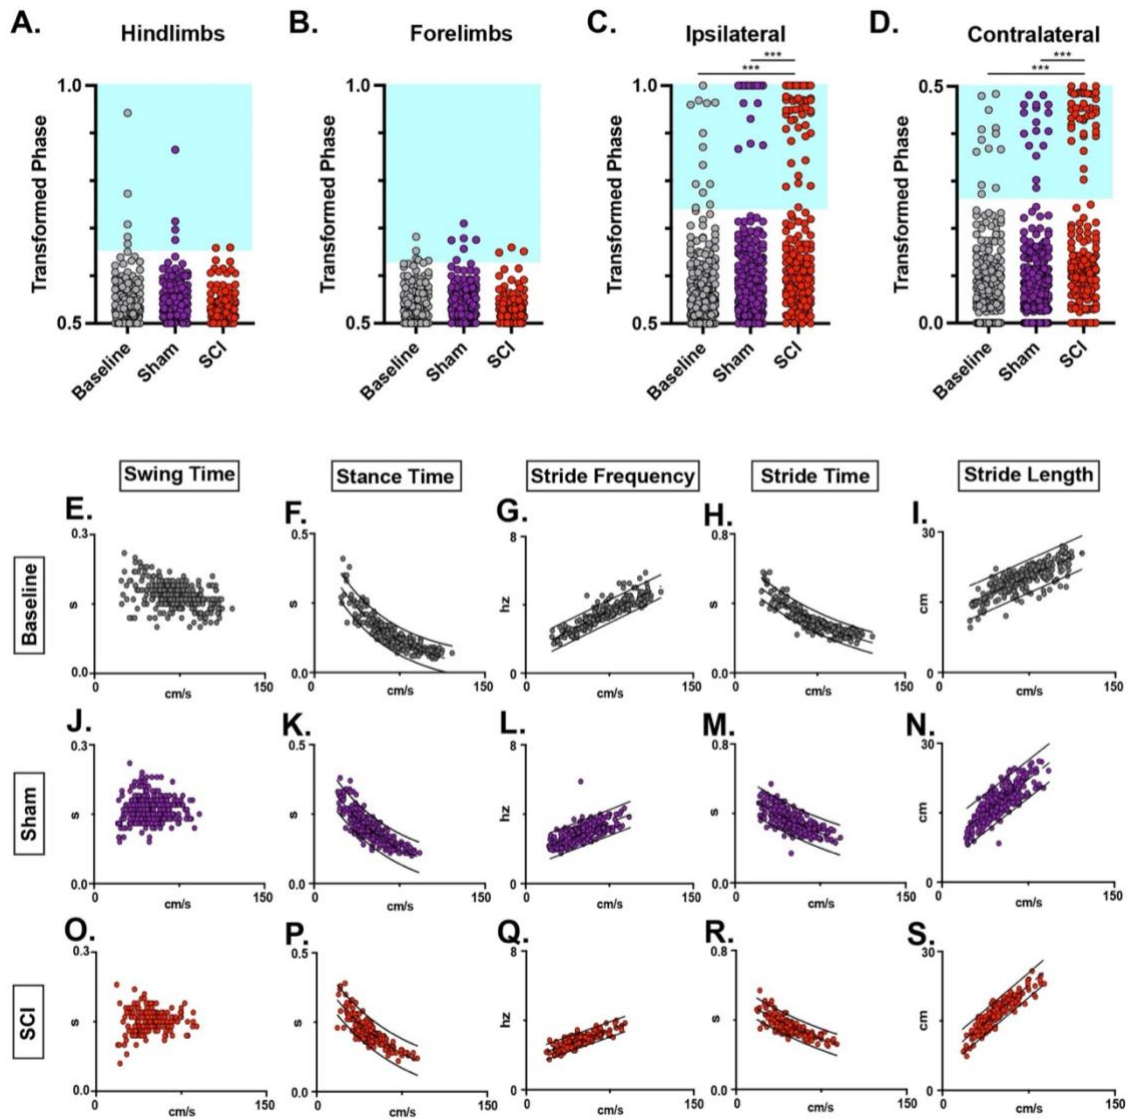 A. B. C. D.
Hindlimbs Forelimbs Ipsilateral Contralateral
*** ***
*** ***
1.0 1.0 1.0 0.5
Transformed Phase Transformed Phase Transformed Phase Transformed Phase
0.5 0.5 0.5 0.0
Baseline Sham SCI Baseline Sham SCI Baseline Sham SCI Baseline Sham SCI
Swing Time Stance Time Stride Frequency Stride Time Stride Length
E. F. G. H. I.
0.3 0.5 8 0.8 30
Baseline s s hz s cm
0.0 0.0 0 0.0 0
0 150 0 150 0 150 0 150 0 150
cm/s cm/s cm/s cm/s cm/s
J. K. L. M. N.
0.3 0.5 8 0.8 30
Sham s s hz s cm
0.0 0.0 0 0.0 0
0 150 0 150 0 150 0 150 0 150
cm/s cm/s cm/s cm/s cm/s
O. P. Q. R. S.
0.3 0.5 8 0.8 30
SCI s s hz s cm
0.0 0.0 0 0.0 0
0 150 0 150 0 150 0 150 0 150
cm/s cm/s cm/s cm/s cm/s